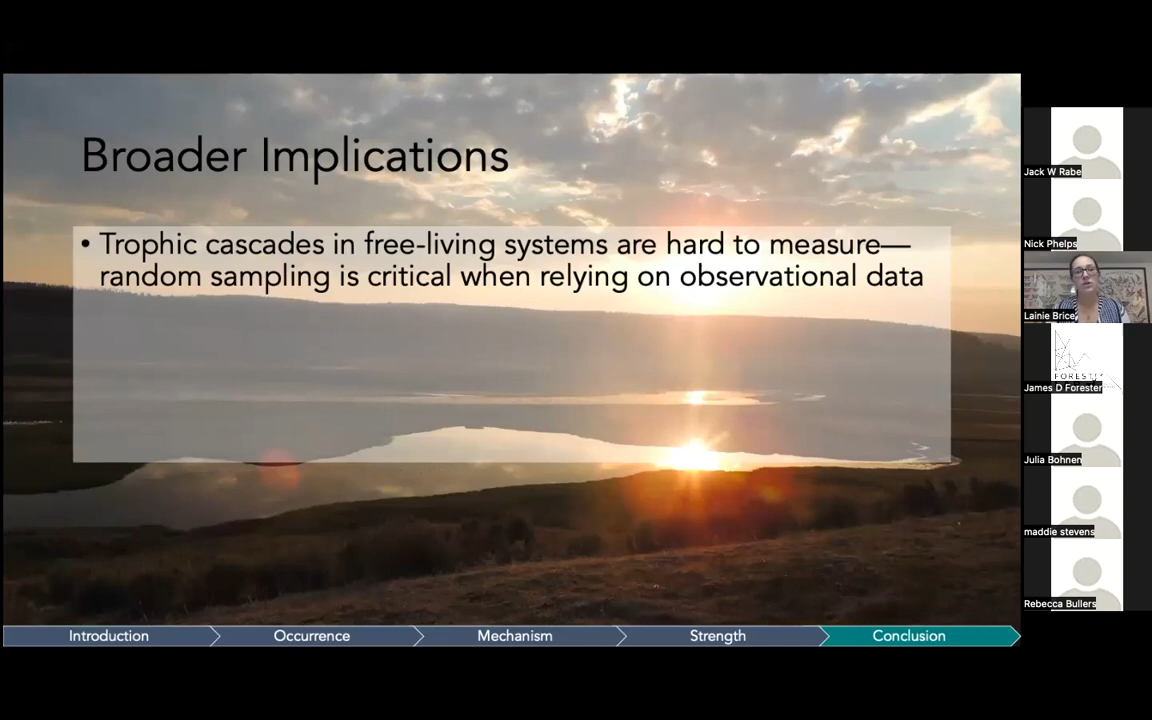 Broader Implications
• Trophic cascades in free-living systems are hard to measure—
random sampling is critical when relying on observational data
Introduction
Occurrence
Mechanism
Strength
Conclusion
Jack W Rabe
Nick Phelps
Lainie Brice
FOREST
James D Forester
Julia Bohnen
maddie stevens
Rebecca Bullers